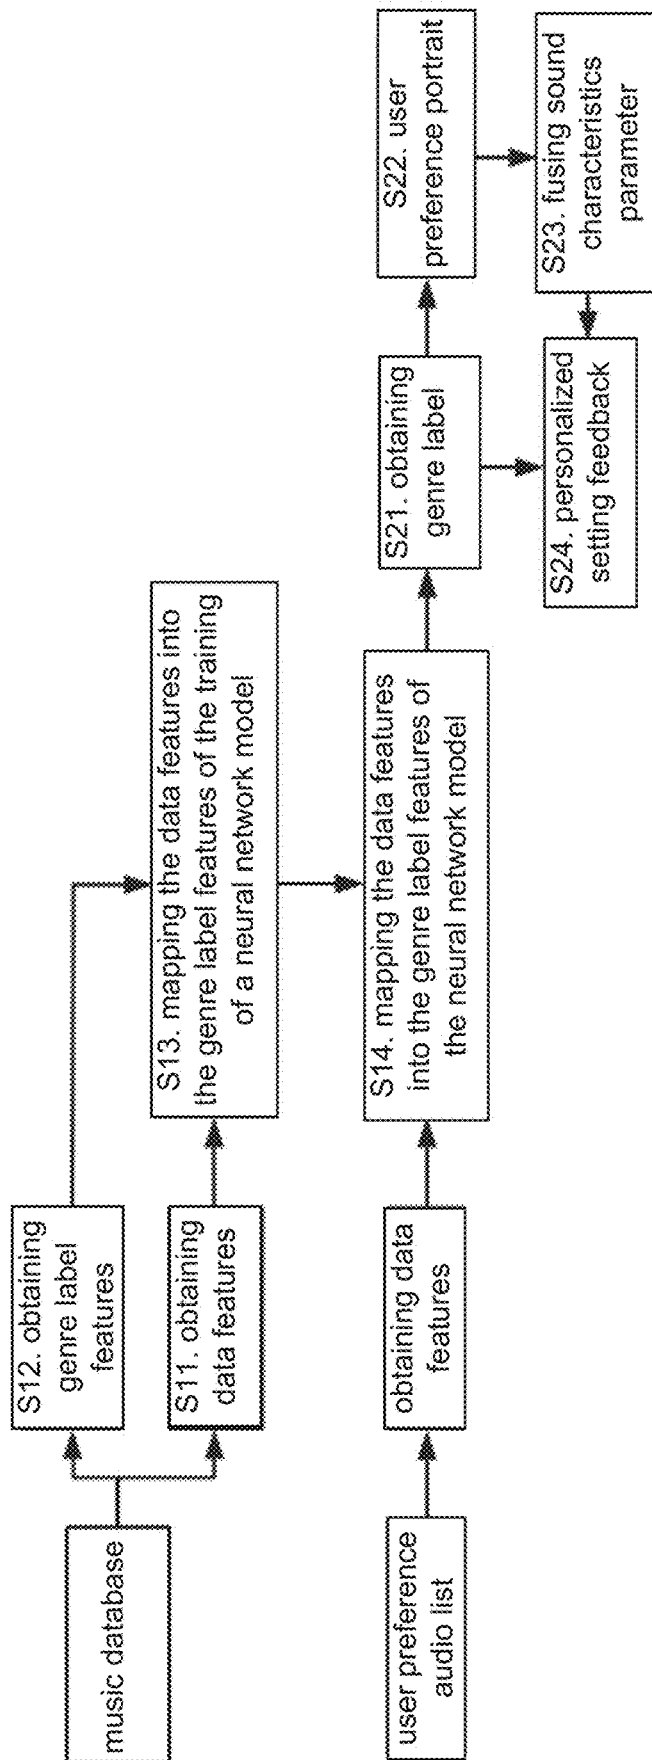 music database
S12. obtaining
genre label
features
S11. obtaining
data features
S13. mapping the data features into
the genre label features of the training
of a neural network model
user preference
audio list
obtaining data
features
S14. mapping the data features
into the genre label features of
the neural network model
S21. obtaining
genre label
S22. user
preference portrait
S23. fusing sound
characteristics
parameter
S24. personalized
setting feedback